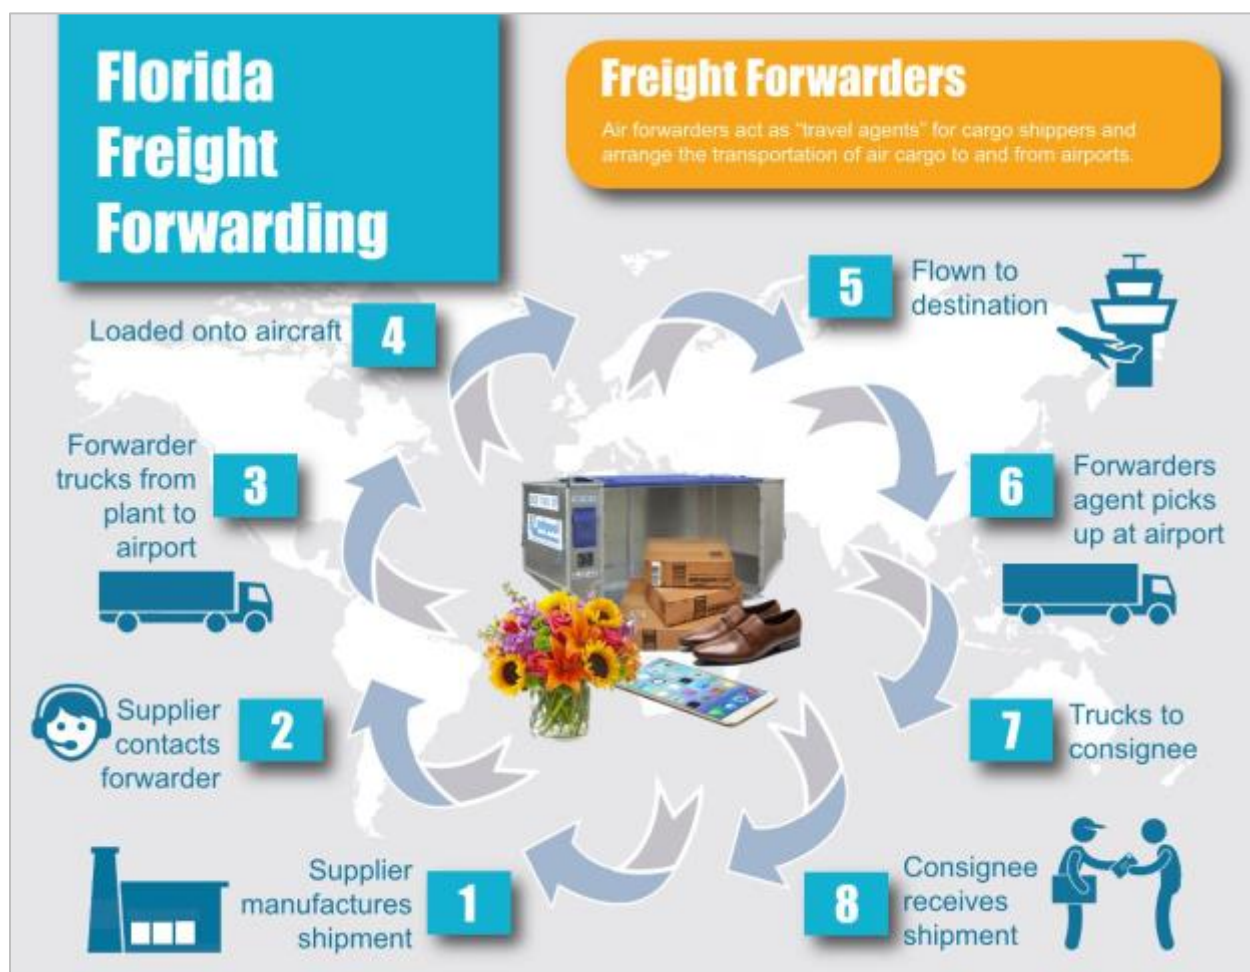 Florida
Freight
Forwarding
Freight Forwarders
Air forwarders act as “travel agents” for cargo shippers and
arrange the transportation of air cargo to and from airports.
5
Flown to
destination
Loaded onto aircraft
4
Forwarder
trucks from
plant to
airport
3
6
Forwarders
agent picks
up at airport
Supplier
contacts
forwarder
2
7
Trucks to
consignee
Supplier
manufactures
shipment
1
8
Consignee
receives
shipment